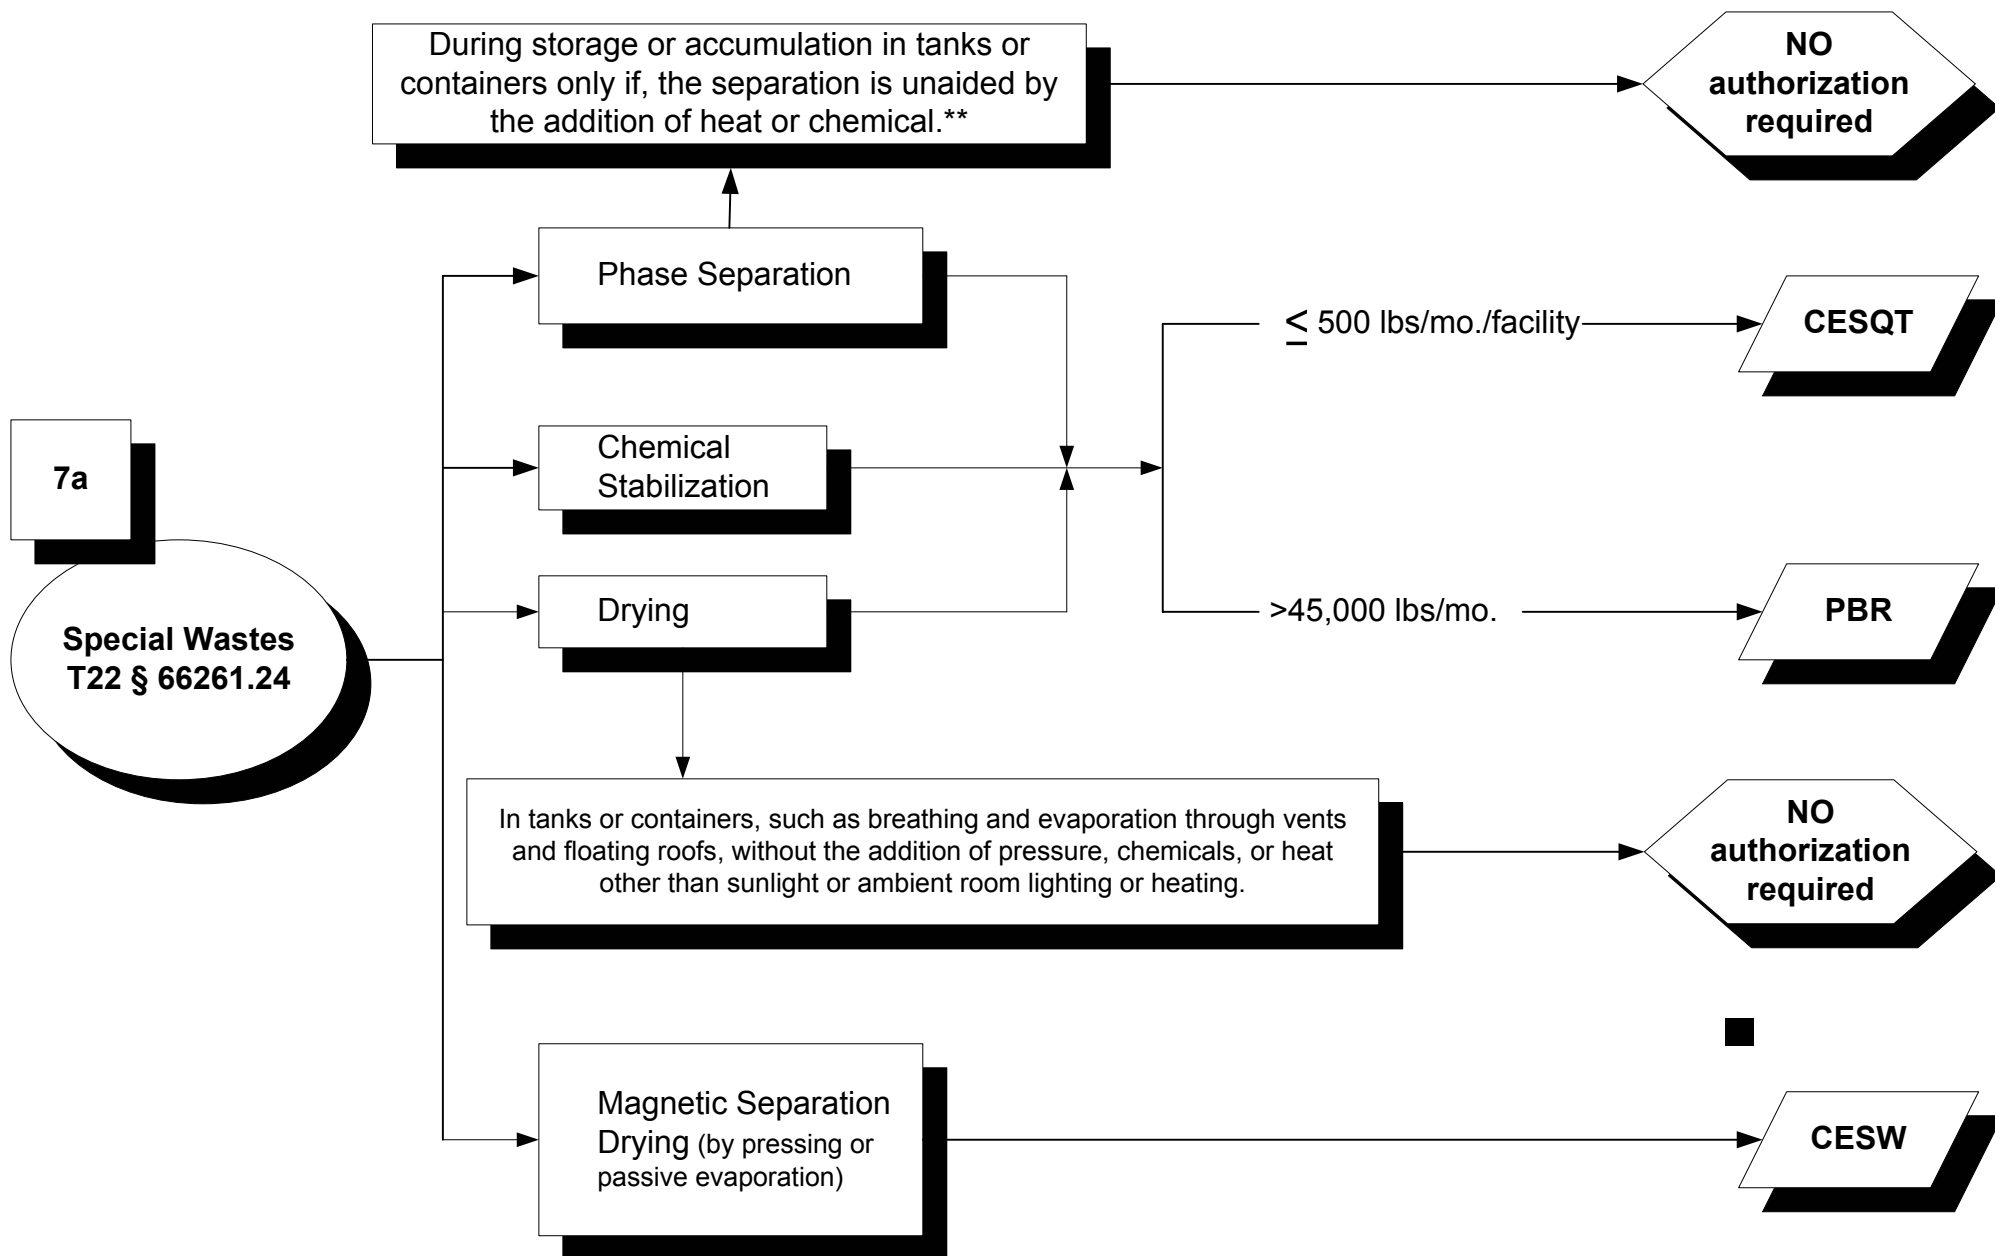 During storage or accumulation in tanks or
containers only if, the separation is unaided by
the addition of heat or chemical.**
NO
authorization
required
Phase Separation
≤ 500 lbs/mo./facility
CESQT
7a
Chemical
Stabilization
Special Wastes
T22 § 66261.24
Drying
>45,000 lbs/mo.
PBR
In tanks or containers, such as breathing and evaporation through vents
and floating roofs, without the addition of pressure, chemicals, or heat
other than sunlight or ambient room lighting or heating.
NO
authorization
required
Magnetic Separation
Drying (by pressing or
passive evaporation)
CESW